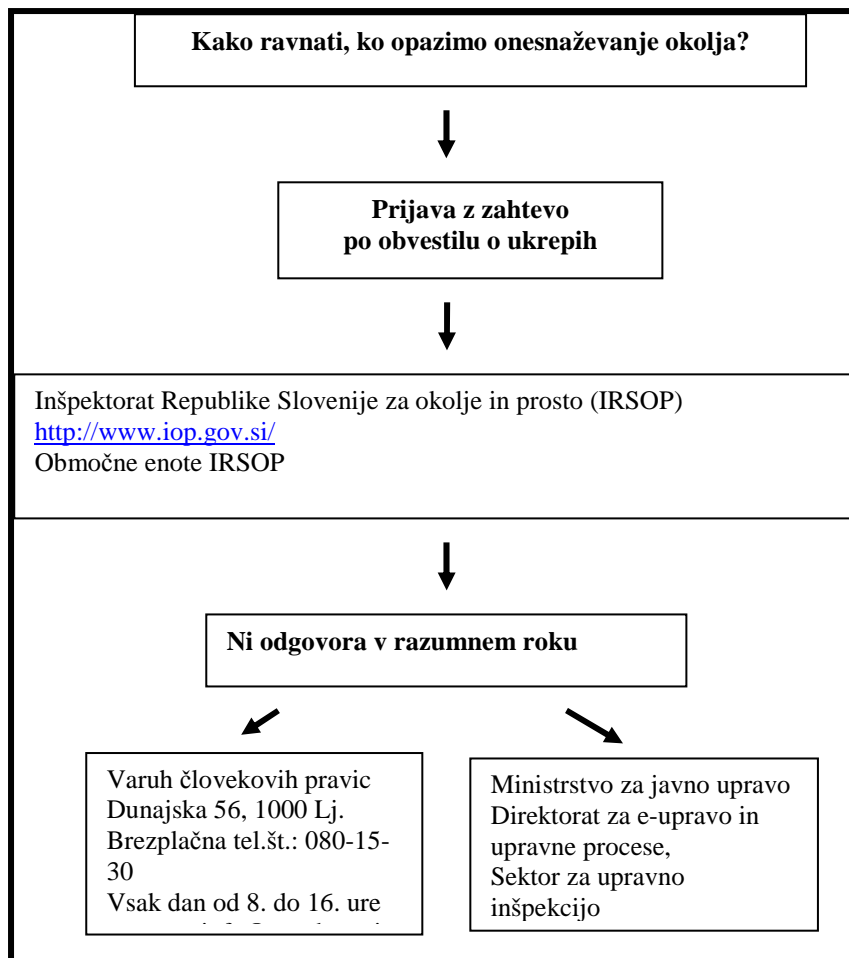 Kako ravnati, ko opazimo onesnaževanje okolja?
Prijava z zahtevo
po obvestilu o ukrepih
Inšpektorat Republike Slovenije za okolje in prosto (IRSOP)
http://www.iop.gov.si/
Območne enote IRSOP
Ni odgovora v razumnem roku
Varuh človekovih pravic
Dunajska 56, 1000 Lj.
Brezplačna tel.št.: 080-15-
30
Vsak dan od 8. do 16. ure
Ministrstvo za javno upravo
Direktorat za e-upravo in
upravne procese,
Sektor za upravno
inšpekcijo